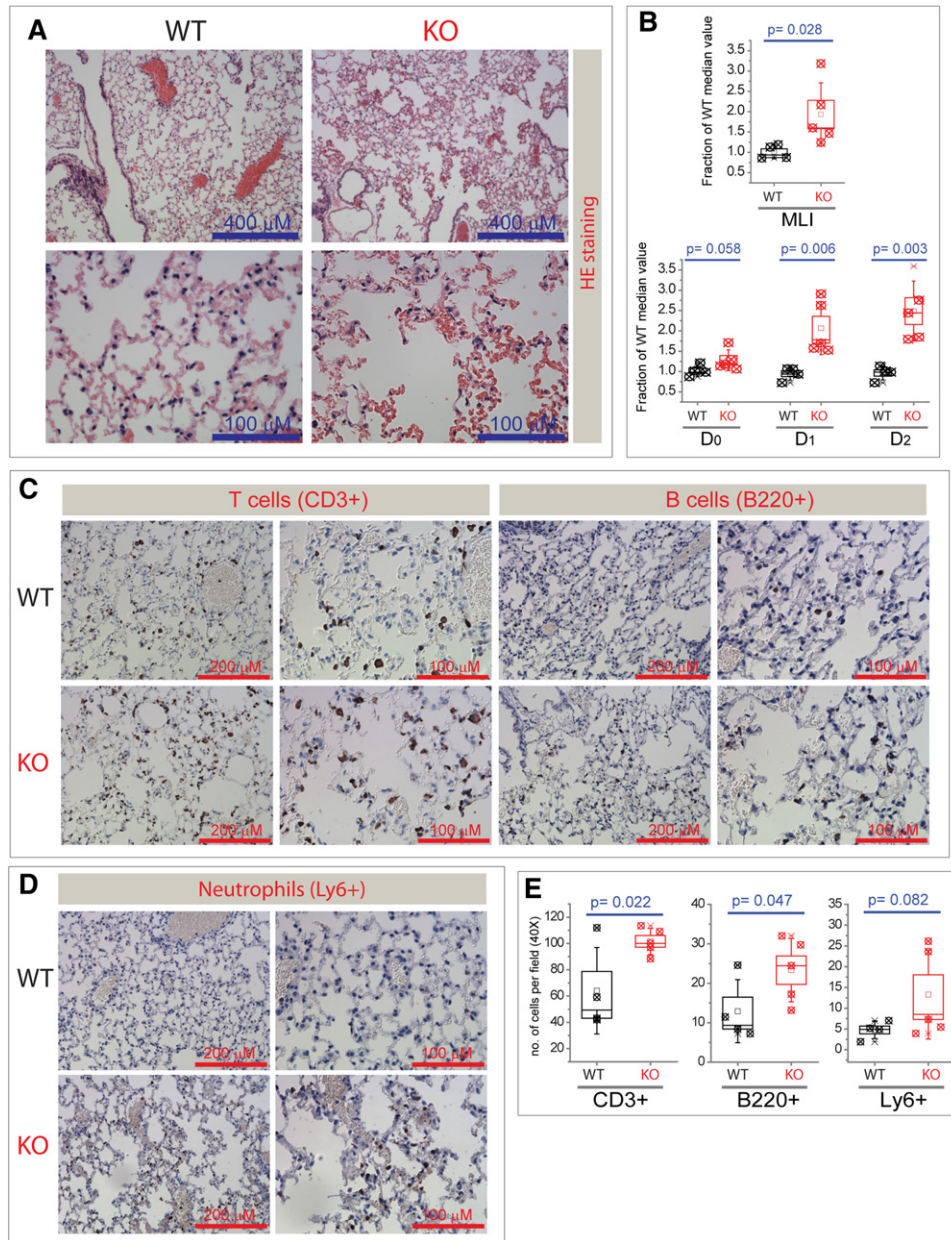 A
WT
KO
400 µM
400 µM
100 µM
100 µM
HE staining
B
p= 0.028
Fraction of WT median value
3.5
3.0
2.5
2.0
1.5
1.0
0.5
WT
KO
MLI
p= 0.058
p= 0.006
p= 0.003
Fraction of WT median value
3.5
3.0
2.5
2.0
1.5
1.0
0.5
WT
KO
WT
KO
WT
KO
D0
D1
D2
C
T cells (CD3+)
B cells (B220+)
WT
200 µM
100 µM
200 µM
100 µM
KO
200 µM
100 µM
200 µM
100 µM
D
Neutrophils (Ly6+)
WT
200 µM
100 µM
KO
200 µM
100 µM
E
p= 0.022
p= 0.047
p= 0.082
no. of cells per field (40X)
120
100
80
60
40
20
WT
KO
CD3+
40
30
20
10
0
WT
KO
B220+
35
30
25
20
15
10
5
0
WT
KO
Ly6+